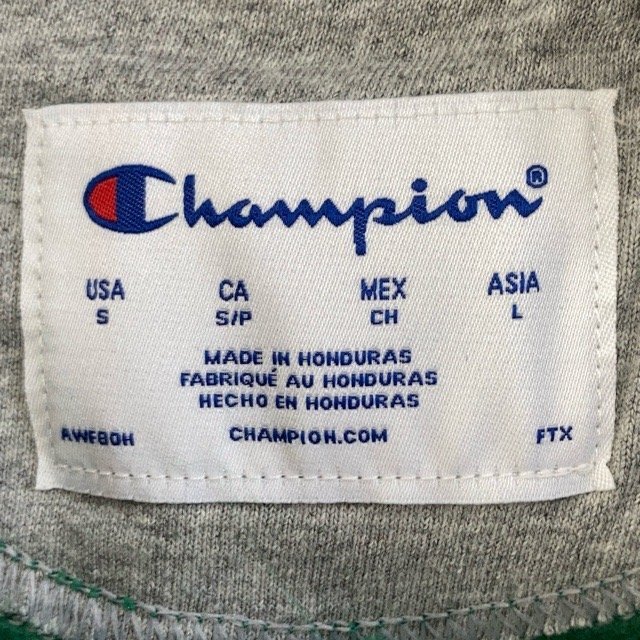 Champion®
USA CA MEX ASIA
S S/P CH L
MADE IN HONDURAS
FABRIQUÉ AU HONDURAS
HECHO EN HONDURAS
AWF80H CHAMPION.COM FTX